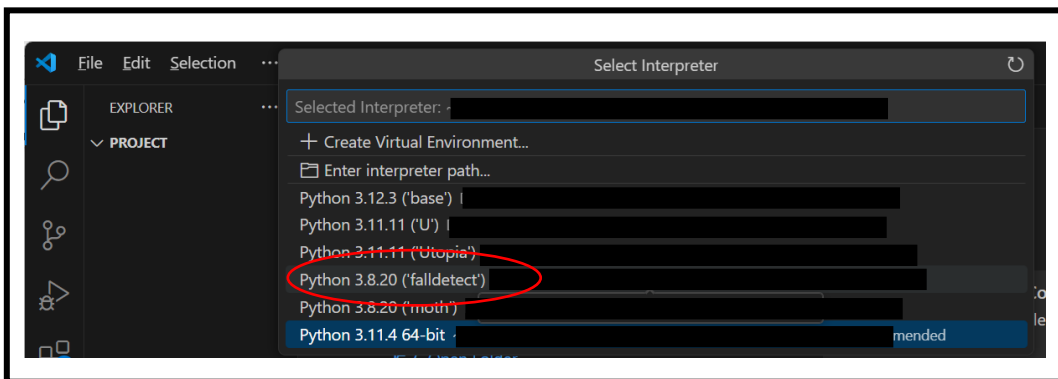 File Edit Selection ··· Select Interpreter
EXPLORER ···
PROJECT
Selected Interpreter: ~
+ Create Virtual Environment...
Enter interpreter path...
Python 3.12.3 ('base')
Python 3.11.11 ('U')
Python 3.11.11 ('Utopia')
Python 3.8.20 ('falldetect')
Python 3.8.20 ('moth')
Python 3.11.4 64-bit ~ mended
Open Folder